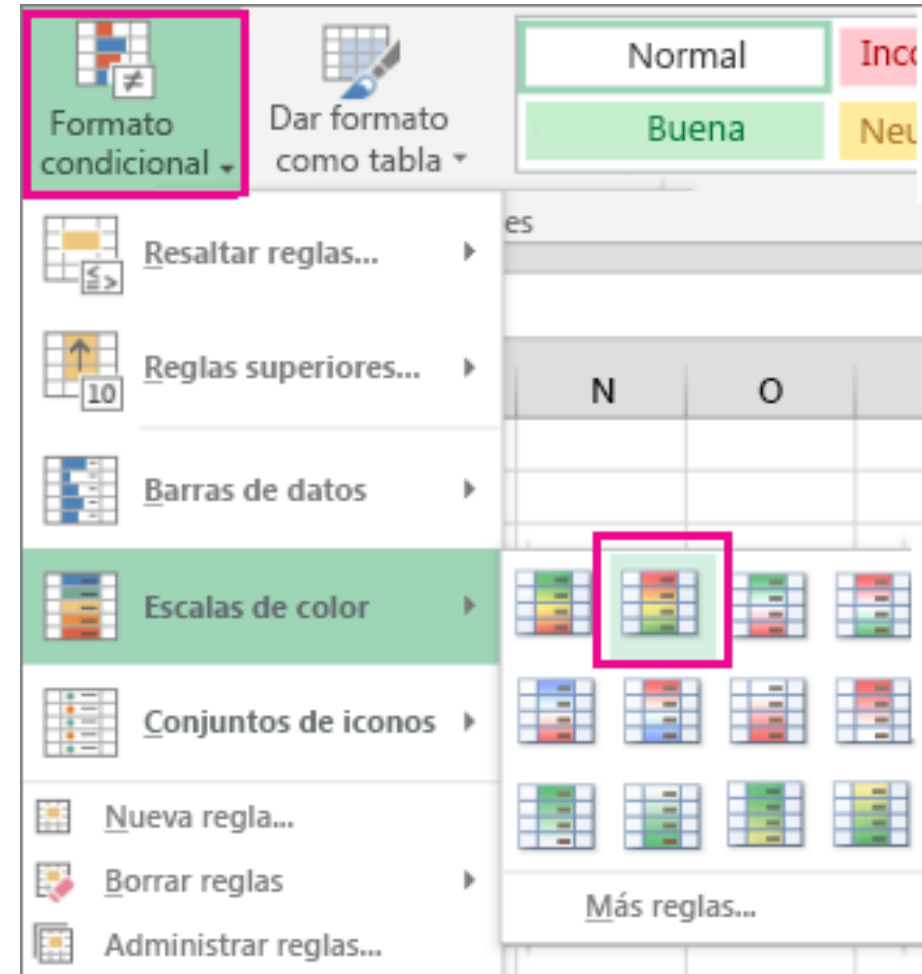 Formato
condicional
Dar formato
como tabla
Normal
Buena
es
Resaltar reglas...
Reglas superiores...
10
N O
Barras de datos
Escalas de color
Conjuntos de iconos
Nueva regla...
Borrar reglas
Más reglas...
Administrar reglas...